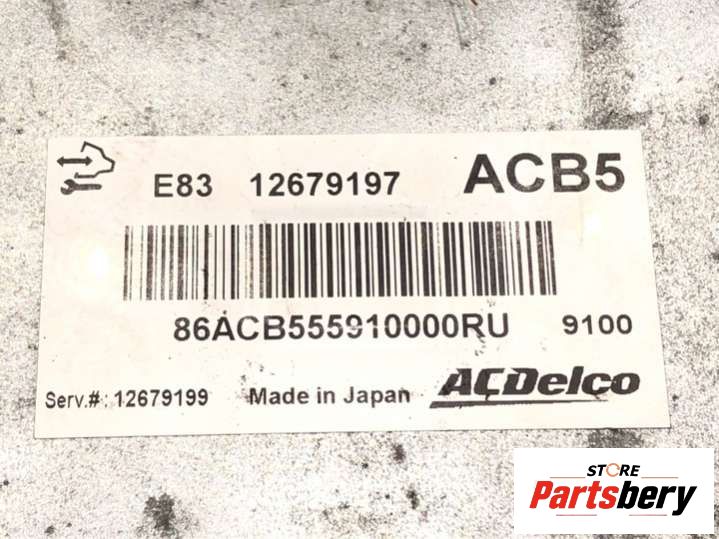 E83 12679197 ACB5
86ACB555910000RU 9100
Serv.#: 12679199 Made in Japan ACDelco
STORE
Partsbery